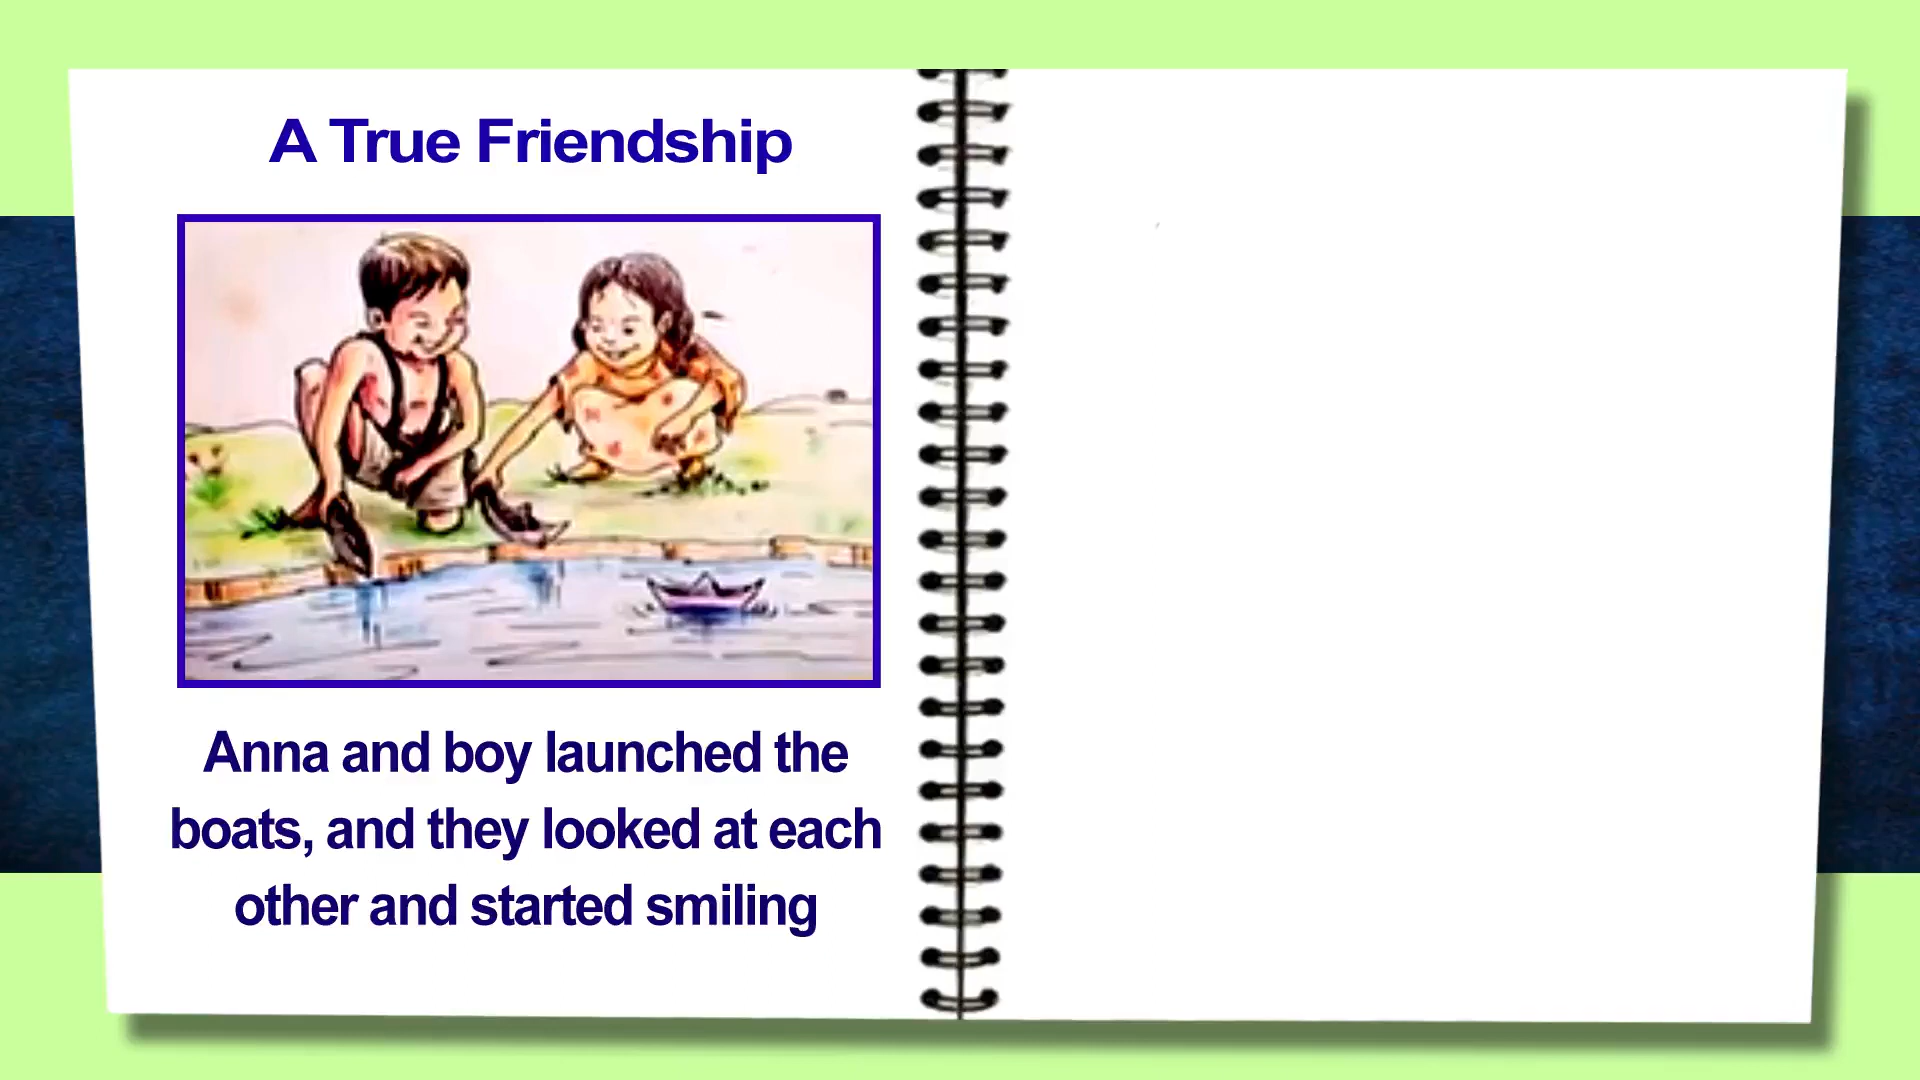 A True Friendship
Anna and boy launched the
boats, and they looked at each
other and started smiling